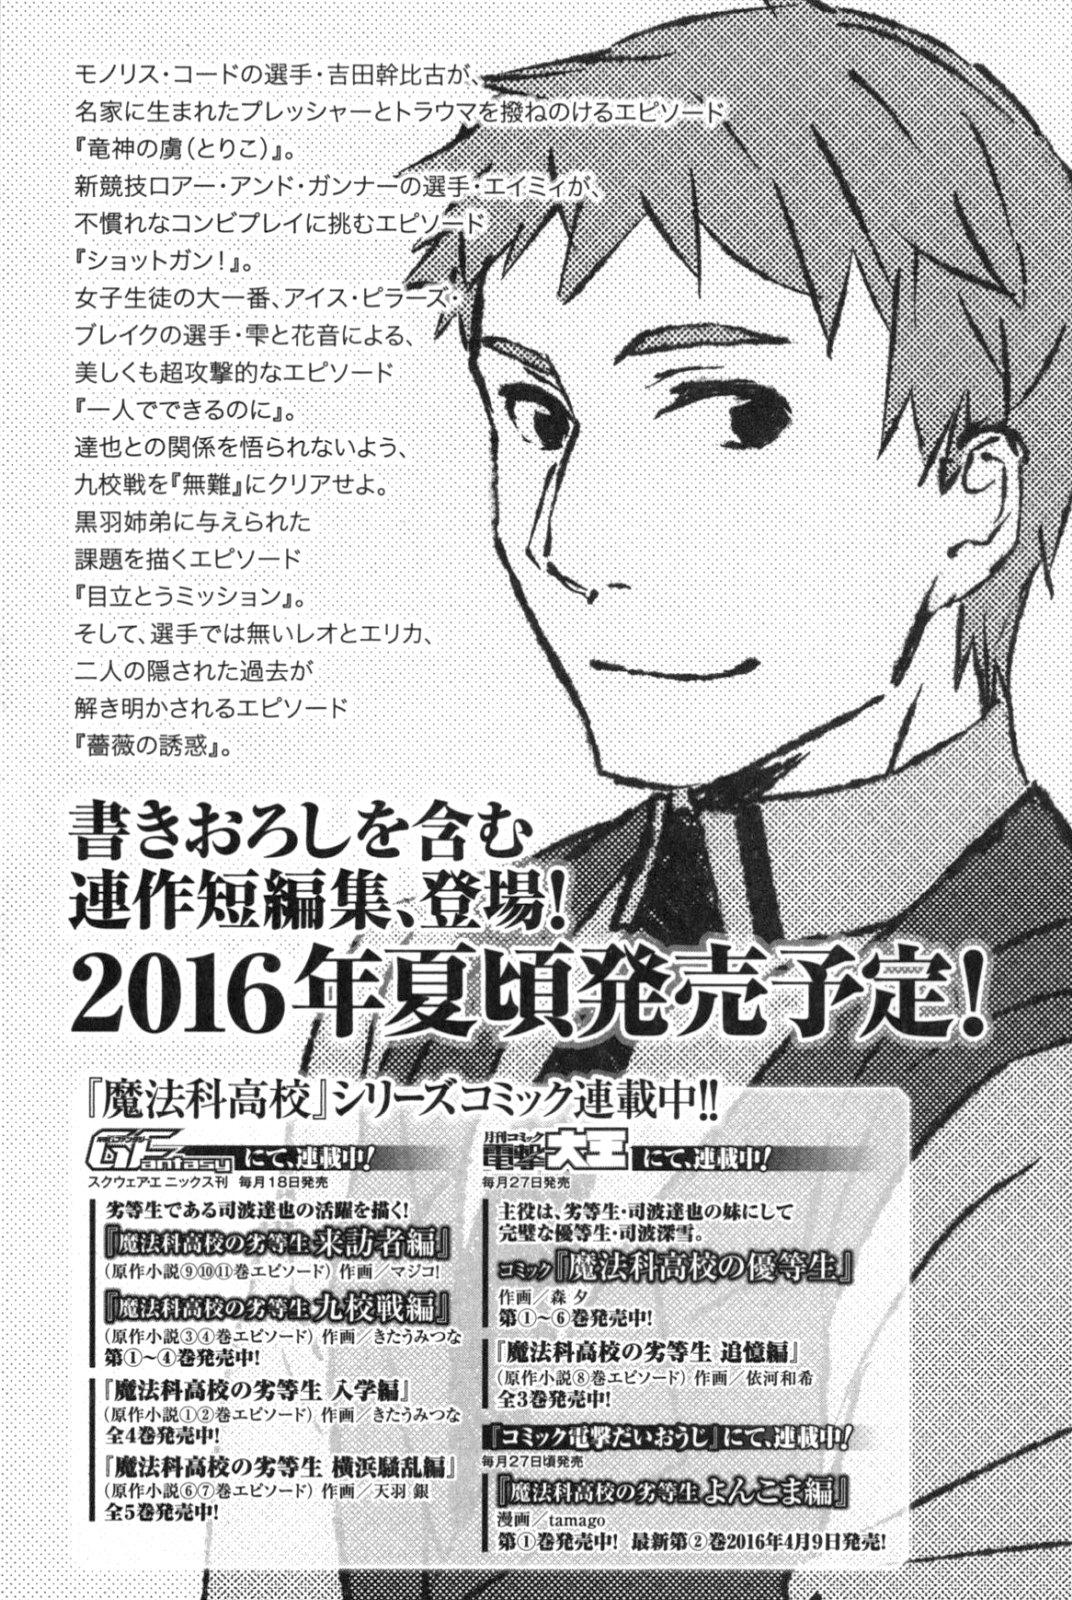 モノリス・コードの選手・吉田幹比古が、
名家に生まれたプレッシャーとトラウマを撥ねのけるエピソード
『竜神の虜（とりこ）』。
新競技ロアー・アンド・ガンナーの選手・エイミィが、
不慣れなコンビプレイに挑むエピソード
『ショットガン！』。
女子生徒の大一番、アイス・ピラーズ・
ブレイクの選手・雫と花音による、
美しくも超攻撃的なエピソード
『一人でできるのに』。
達也との関係を悟られないよう、
九校戦を『無難』にクリアせよ。
黒羽姉弟に与えられた
課題を描くエピソード
『目立とうミッション』。
そして、選手では無いレオとエリカ、
二人の隠された過去が
解き明かされるエピソード
『薔薇の誘惑』。
書きおろしを含む
連作短編集、登場！
2016年夏頃発売予定！
『魔法科高校』シリーズコミック連載中!!
月刊Gファンタジー
GFantasy にて、連載中！
スクウェア・エニックス刊 毎月18日発売
劣等生である司波達也の活躍を描く！
『魔法科高校の劣等生 来訪者編』
（原作小説⑨⑩⑪巻エピソード） 作画／マジコ！
『魔法科高校の劣等生 九校戦編』
（原作小説③④巻エピソード） 作画／きたうみつな
第①〜④巻発売中！
『魔法科高校の劣等生 入学編』
（原作小説①②巻エピソード） 作画／きたうみつな
全4巻発売中！
『魔法科高校の劣等生 横浜騒乱編』
（原作小説⑥⑦巻エピソード） 作画／天羽 銀
全5巻発売中！
月刊コミック
電撃大王 にて、連載中！
毎月27日発売
主役は、劣等生・司波達也の妹にして
完璧な優等生・司波深雪。
コミック『魔法科高校の優等生』
作画／森 夕
第①〜⑥巻発売中！
『魔法科高校の劣等生 追憶編』
（原作小説⑧巻エピソード） 作画／依河和希
全3巻発売中！
『コミック電撃だいおうじ』にて、連載中！
毎月27日頃発売
『魔法科高校の劣等生 よんこま編』
漫画／tamago
第①巻発売中！ 最新第②巻2016年4月9日発売！